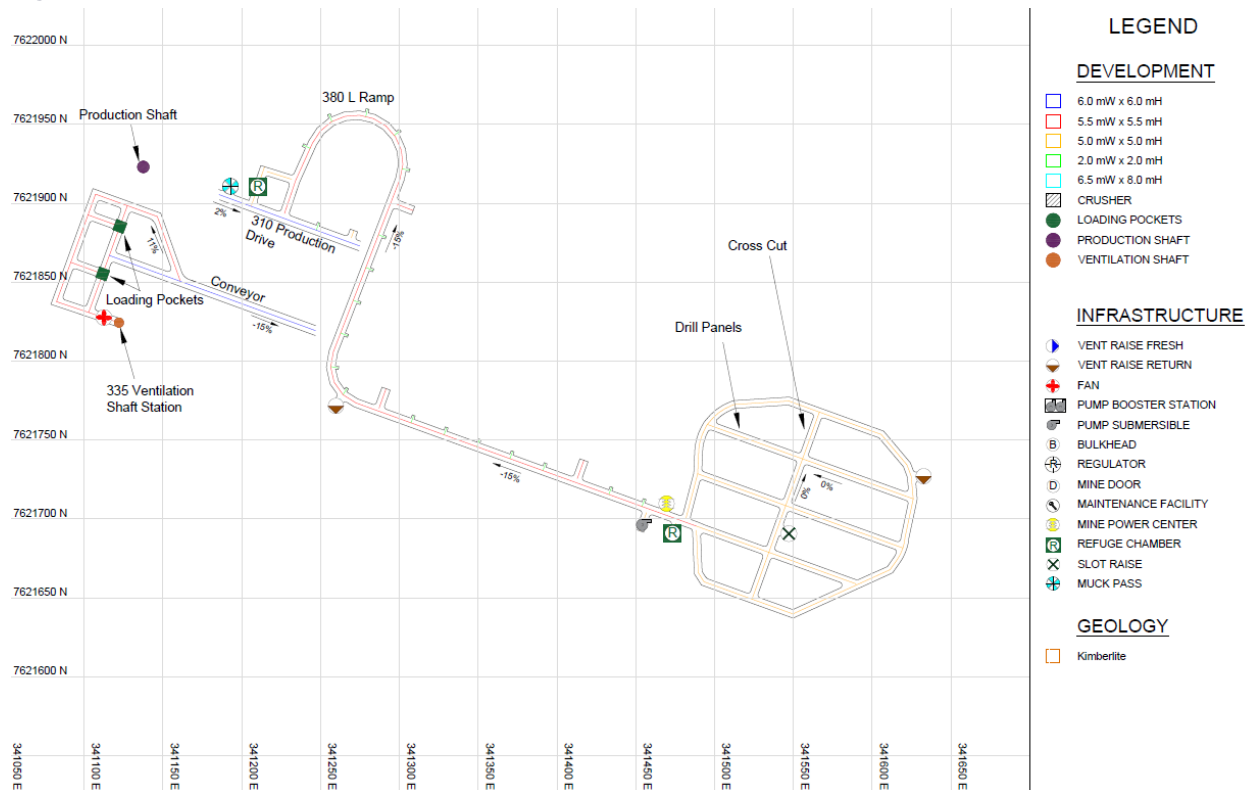 7622000 N
7621950 N
7621900 N
7621850 N
7621800 N
7621750 N
7621700 N
7621650 N
7621600 N
341050 E
341100 E
341150 E
341200 E
341250 E
341300 E
341350 E
341400 E
341450 E
341500 E
341550 E
341600 E
341650 E
Production Shaft
380 L Ramp
R
2%
310 Production
Drive
-15%
11%
Conveyor
-15%
Loading Pockets
335 Ventilation
Shaft Station
Cross Cut
Drill Panels
-15%
0%
0%
R
LEGEND
DEVELOPMENT
6.0 mW x 6.0 mH
5.5 mW x 5.5 mH
5.0 mW x 5.0 mH
2.0 mW x 2.0 mH
6.5 mW x 8.0 mH
CRUSHER
LOADING POCKETS
PRODUCTION SHAFT
VENTILATION SHAFT
INFRASTRUCTURE
VENT RAISE FRESH
VENT RAISE RETURN
FAN
PUMP BOOSTER STATION
PUMP SUBMERSIBLE
B BULKHEAD
R REGULATOR
D MINE DOOR
MAINTENANCE FACILITY
MINE POWER CENTER
R REFUGE CHAMBER
SLOT RAISE
MUCK PASS
GEOLOGY
Kimberlite